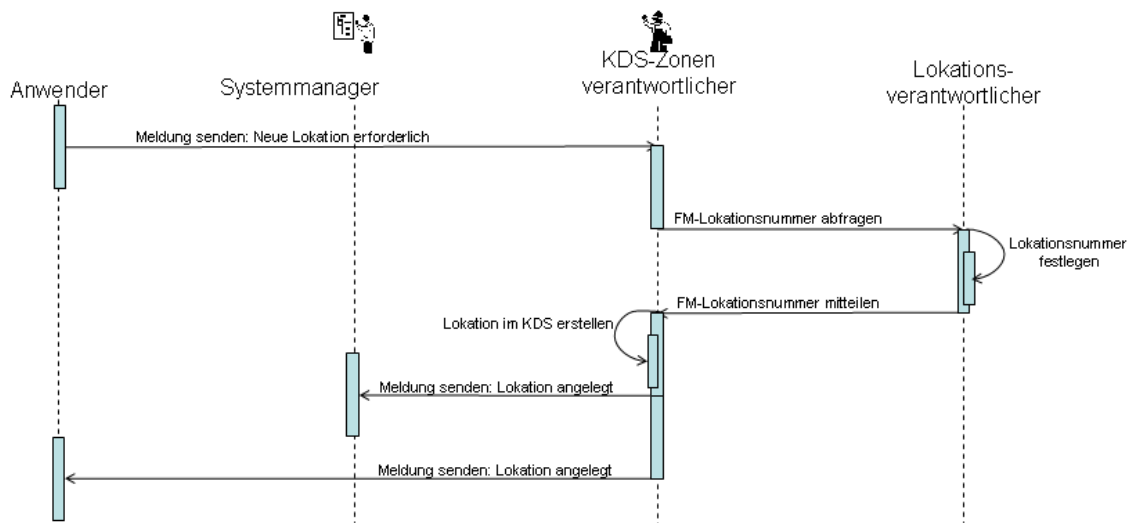 KDS-Zonen
verantwortlicher
Lokations-
verantwortlicher
Anwender
Systemmanager
Meldung senden: Neue Lokation erforderlich
FM-Lokationsnummer abfragen
Lokationsnummer
festlegen
FM-Lokationsnummer mitteilen
Lokation im KDS erstellen
Meldung senden: Lokation angelegt
Meldung senden: Lokation angelegt